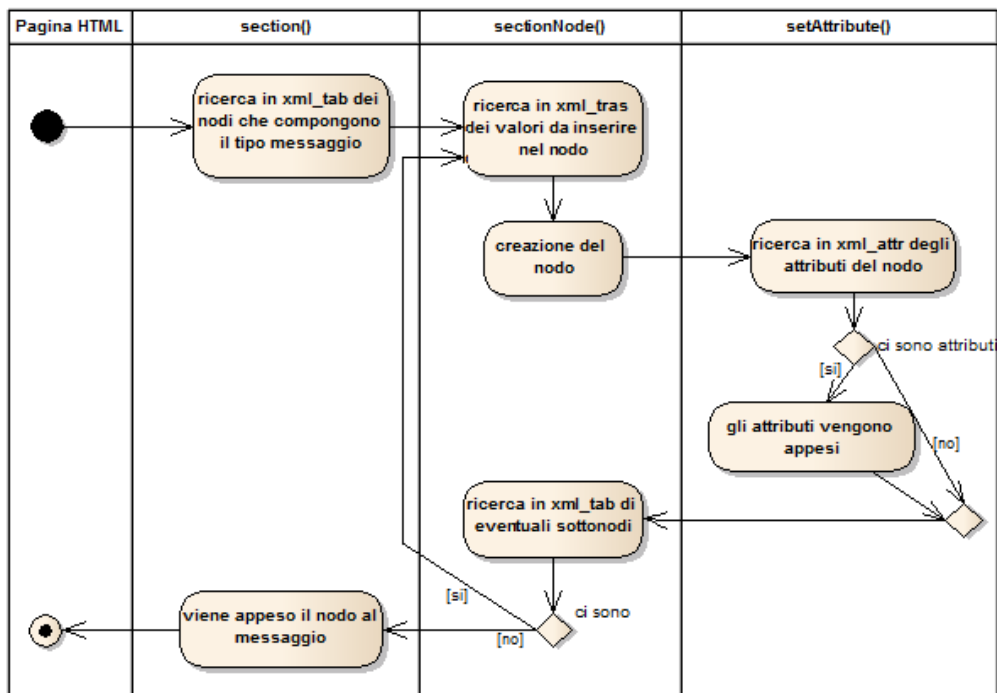 Pagina HTML
section()
sectionNode()
setAttribute()
ricerca in xml_tab dei
nodi che compongono
il tipo messaggio
ricerca in xml_tras
dei valori da inserire
nel nodo
creazione del
nodo
ricerca in xml_attr degli
attributi del nodo
ci sono attributi
[si]
[no]
gli attributi vengono
appesi
ricerca in xml_tab di
eventuali sottonodi
ci sono
[si]
[no]
viene appeso il nodo al
messaggio